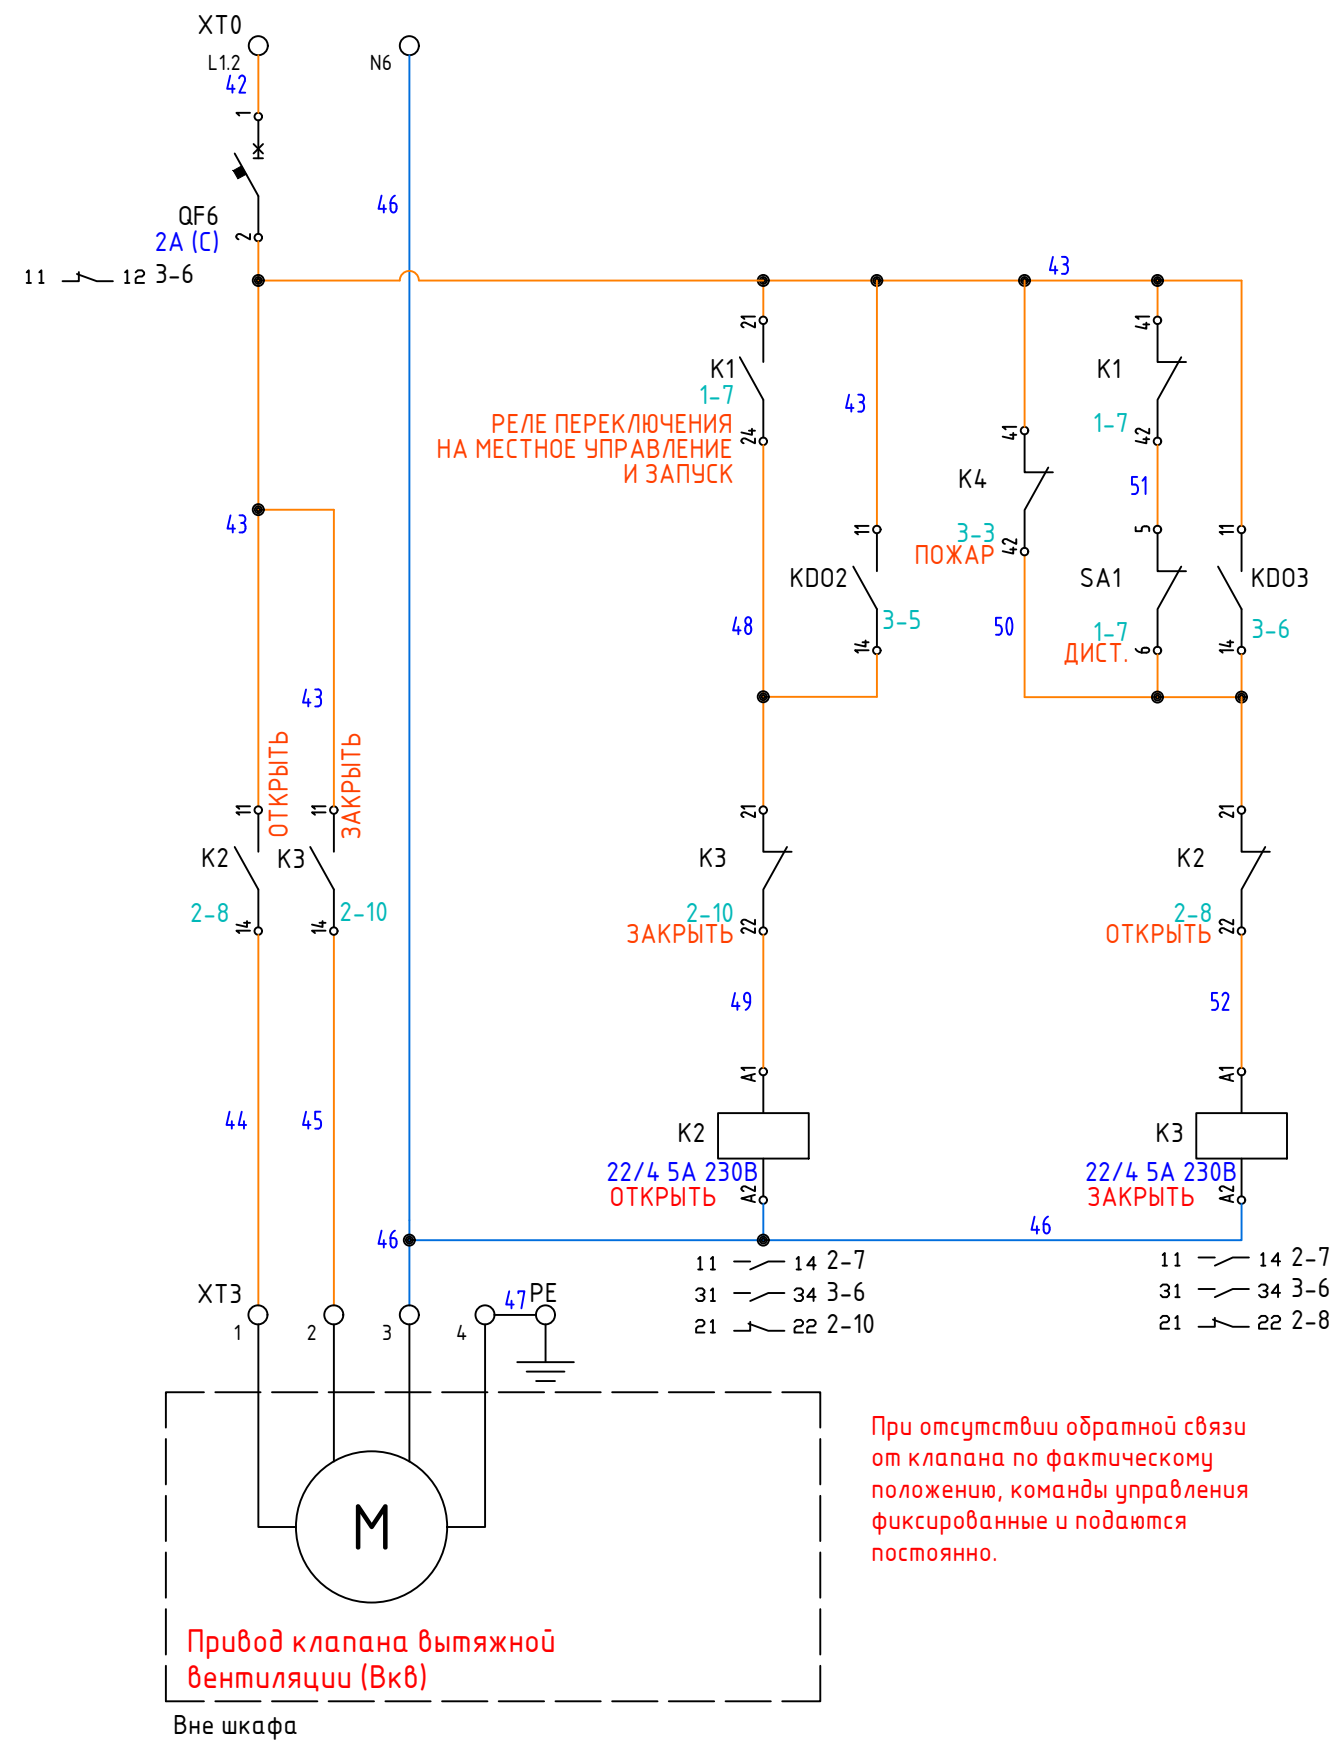 XT0
L1.2
N6
42
1
QF6
2А (С)
2
46
11
12
3-6
43
21
K1
1-7
РЕЛЕ ПЕРЕКЛЮЧЕНИЯ
НА МЕСТНОЕ УПРАВЛЕНИЕ
И ЗАПУСК
24
43
41
K1
1-7
42
41
K4
3-3
ПОЖАР
42
51
43
11
KDO2
3-5
14
5
SA1
1-7
ДИСТ.
6
11
KDO3
3-6
14
48
50
43
ОТКРЫТЬ
ЗАКРЫТЬ
11
K2
2-8
14
11
K3
2-10
14
21
K3
2-10
ЗАКРЫТЬ
22
21
K2
2-8
ОТКРЫТЬ
22
49
52
44
45
A1
K2
22/4 5А 230В
ОТКРЫТЬ
A2
A1
K3
22/4 5А 230В
ЗАКРЫТЬ
A2
46
46
11 14 2-7
31 34 3-6
21 22 2-10
11 14 2-7
31 34 3-6
21 22 2-8
XT3
1
2
3
4
47
PE
M
При отсутствии обратной связи
от клапана по фактическому
положению, команды управления
фиксированные и подаются
постоянно.
Привод клапана вытяжной
вентиляции (Вкв)
Вне шкафа